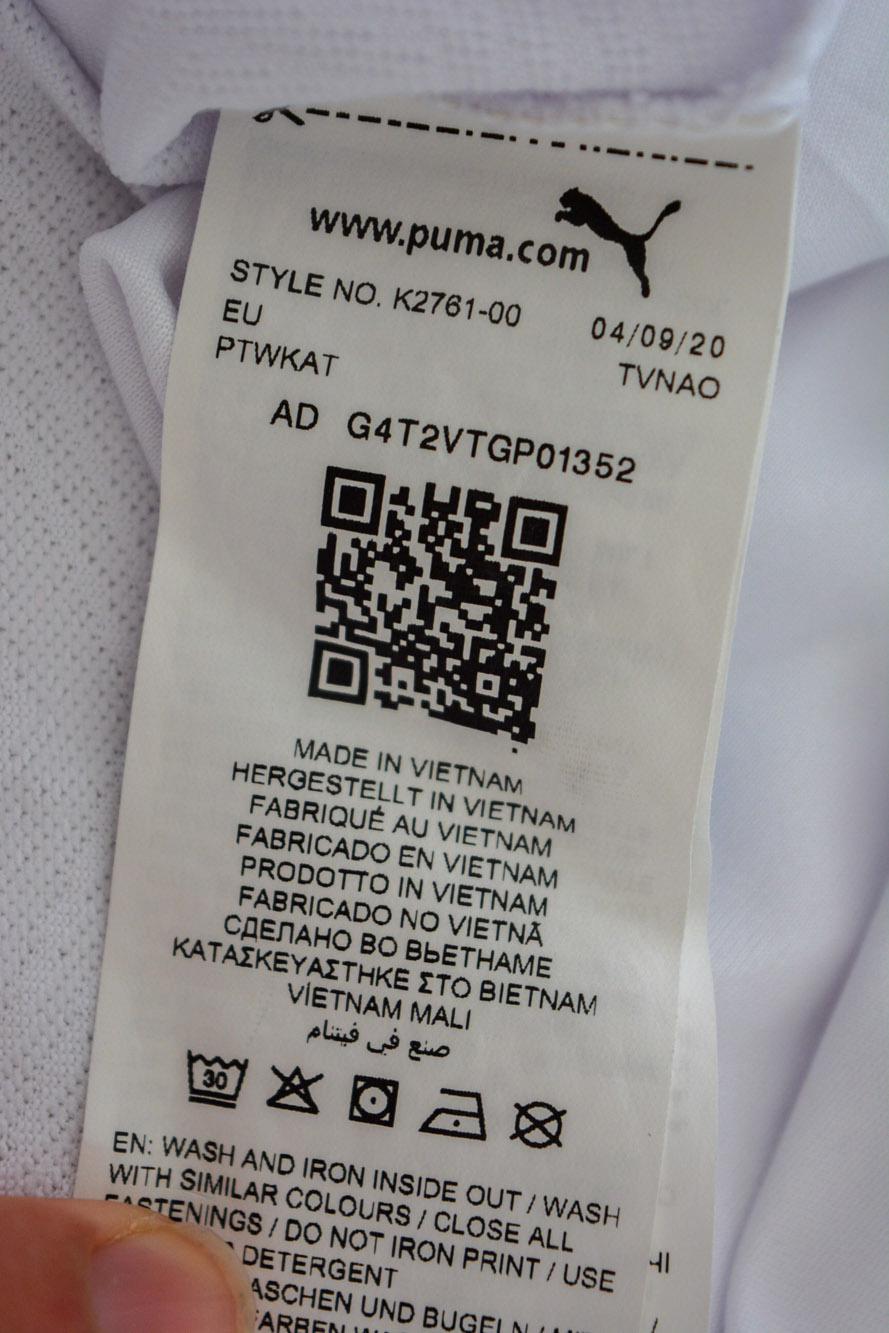 www.puma.com
STYLE NO. K2761-00 04/09/20
EU TVNAO
PTWKAT
AD G4T2VTGP01352
MADE IN VIETNAM
HERGESTELLT IN VIETNAM
FABRIQUÉ AU VIETNAM
FABRICADO EN VIETNAM
PRODOTTO IN VIETNAM
FABRICADO NO VIETNÃ
СДЕЛАНО ВО ВЬЕТНАМЕ
ΚΑΤΑΣΚΕΥΑΣΤΗΚΕ ΣΤΟ ΒΙΕΤΝΑΜ
VİETNAM MALI
صنع في فيتنام
30
EN: WASH AND IRON INSIDE OUT / WASH
WITH SIMILAR COLOURS / CLOSE ALL
FASTENINGS / DO NOT IRON PRINT / USE
DETERGENT
UND BUGELN /